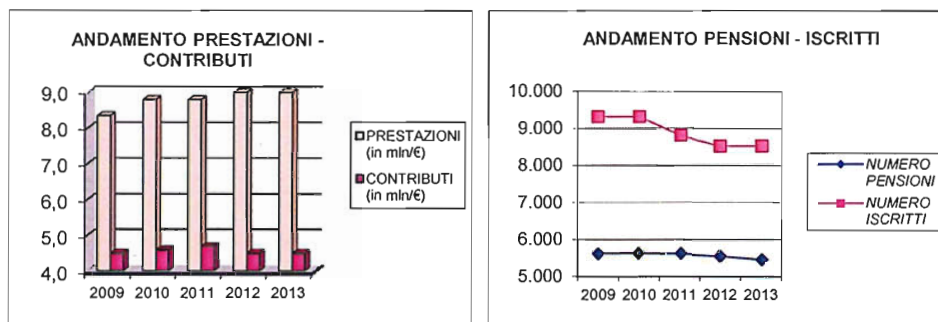 ANDAMENTO PRESTAZIONI -
CONTRIBUTI
9,0
8,0
7,0
6,0
5,0
4,0
2009 2010 2011 2012 2013
PRESTAZIONI
(in mln/€)
CONTRIBUTI
(in mln/€)
ANDAMENTO PENSIONI - ISCRITTI
10.000
9.000
8.000
7.000
6.000
5.000
2009 2010 2011 2012 2013
NUMERO
PENSIONI
NUMERO
ISCRITTI